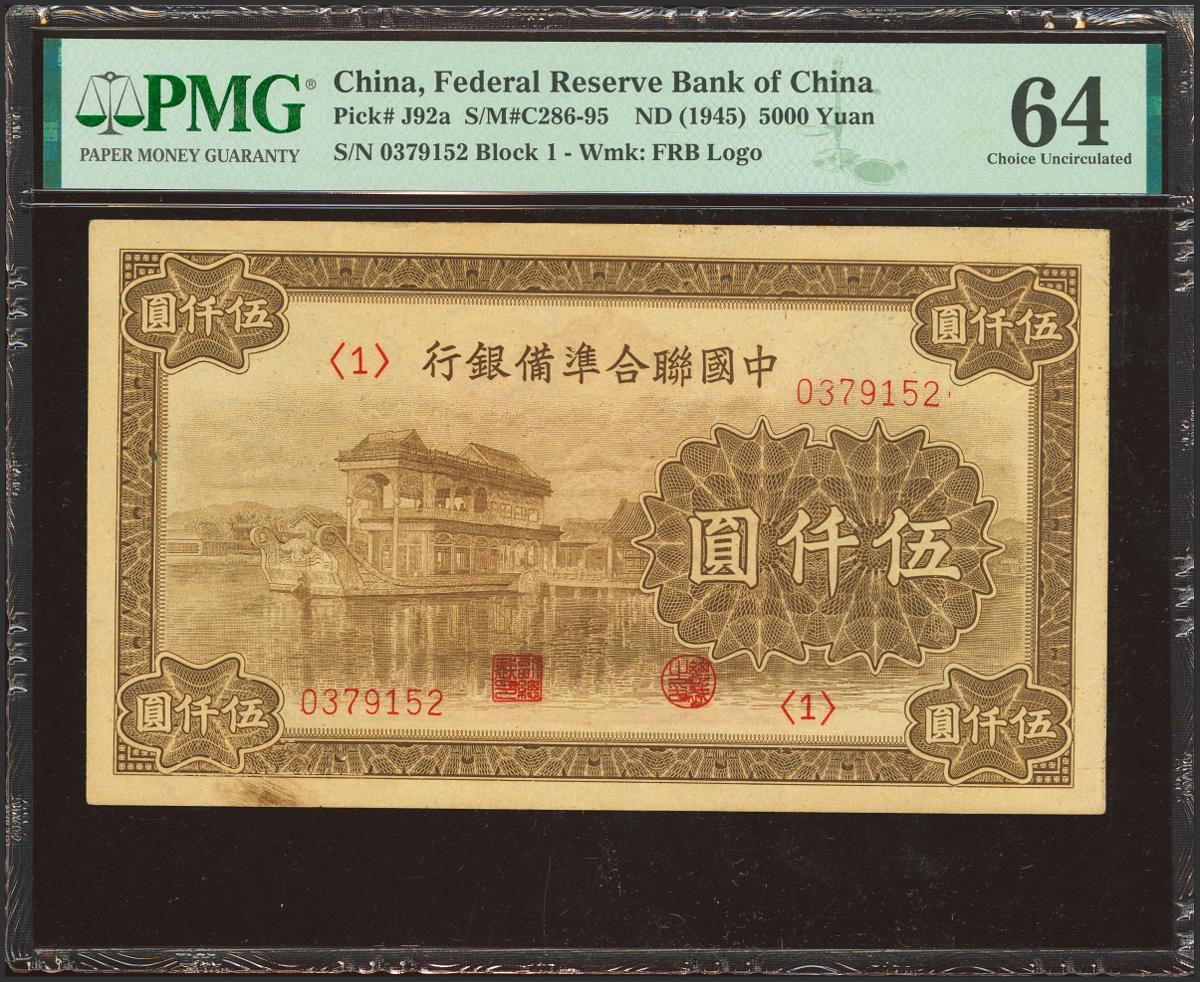 PMG®
PAPER MONEY GUARANTY
China, Federal Reserve Bank of China
Pick# J92a S/M#C286-95 ND (1945) 5000 Yuan
S/N 0379152 Block 1 - Wmk: FRB Logo
64
Choice Uncirculated
圓仟伍
圓仟伍
〈1〉
行銀備準合聯國中
0379152
圓仟伍
0379152
〈1〉
圓仟伍
圓仟伍